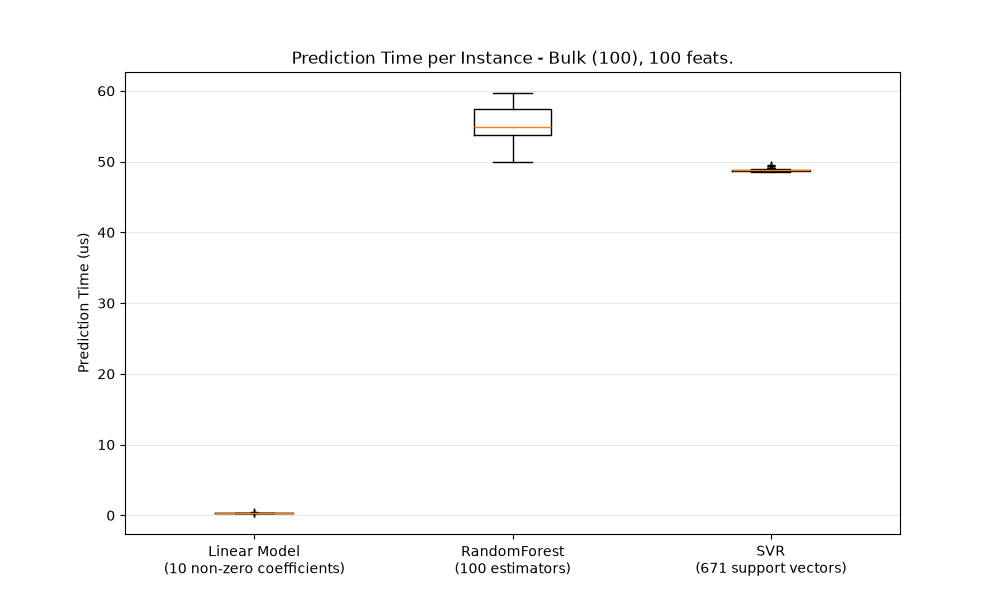 Prediction Time per Instance - Bulk (100), 100 feats.
Prediction Time (us)
60
50
40
30
20
10
0
Linear Model
(10 non-zero coefficients)
RandomForest
(100 estimators)
SVR
(671 support vectors)